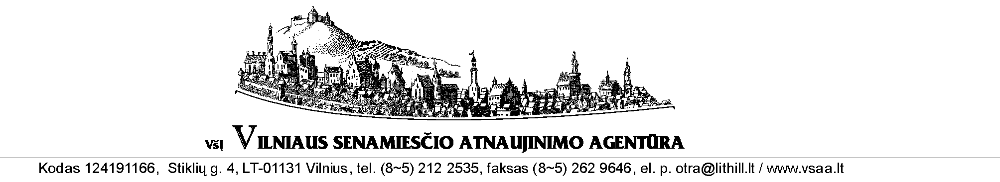 VšĮ VILNIAUS SENAMIESČIO ATNAUJINIMO AGENTŪRA
Kodas 124191166, Stiklių g. 4, LT-01131 Vilnius, tel. (8~5) 212 2535, faksas (8~5) 262 9646, el. p. otra@lithill.lt / www.vsaa.lt